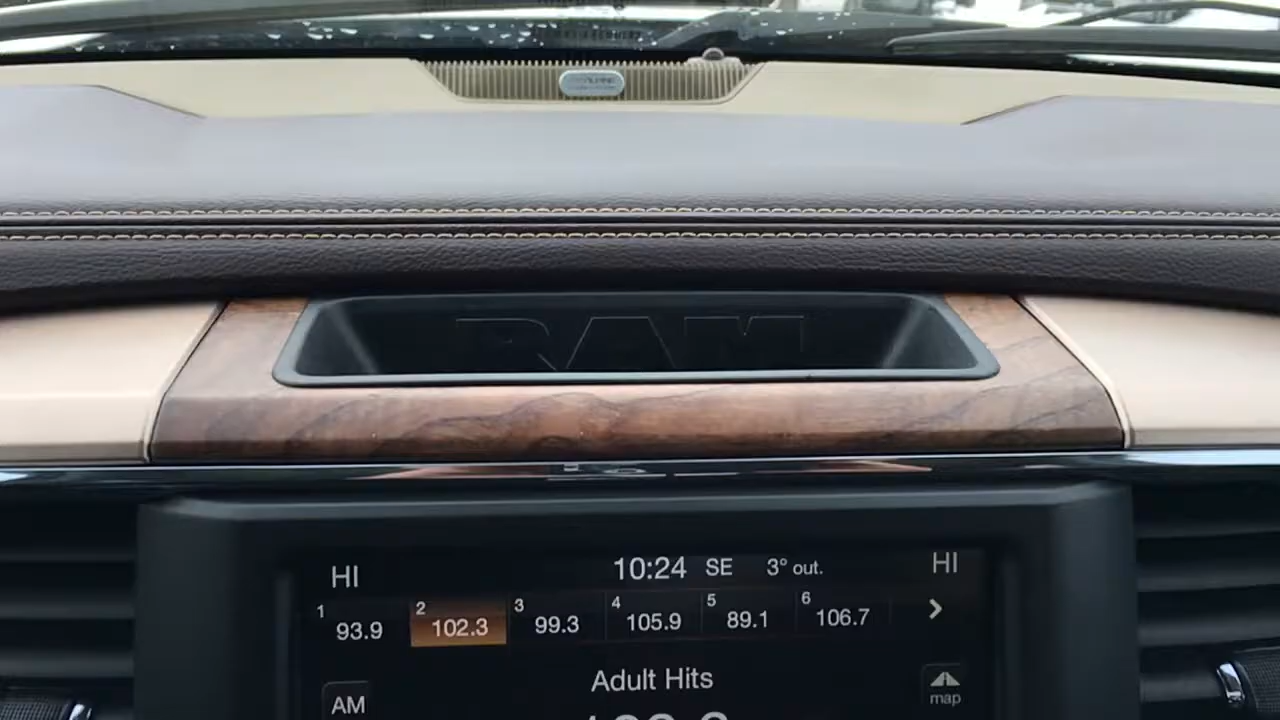 RAM
HI 10:24 SE 3° out. HI
1 93.9 2 102.3 3 99.3 4 105.9 5 89.1 6 106.7
Adult Hits
AM
map